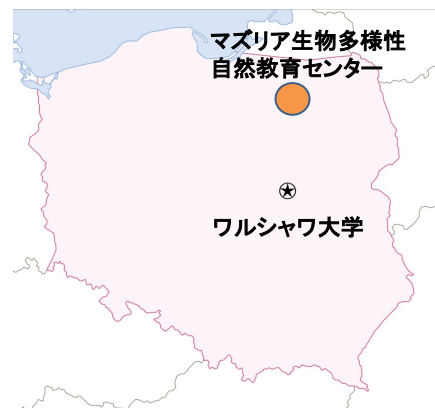 マズリア生物多様性
自然教育センター
ワルシャワ大学